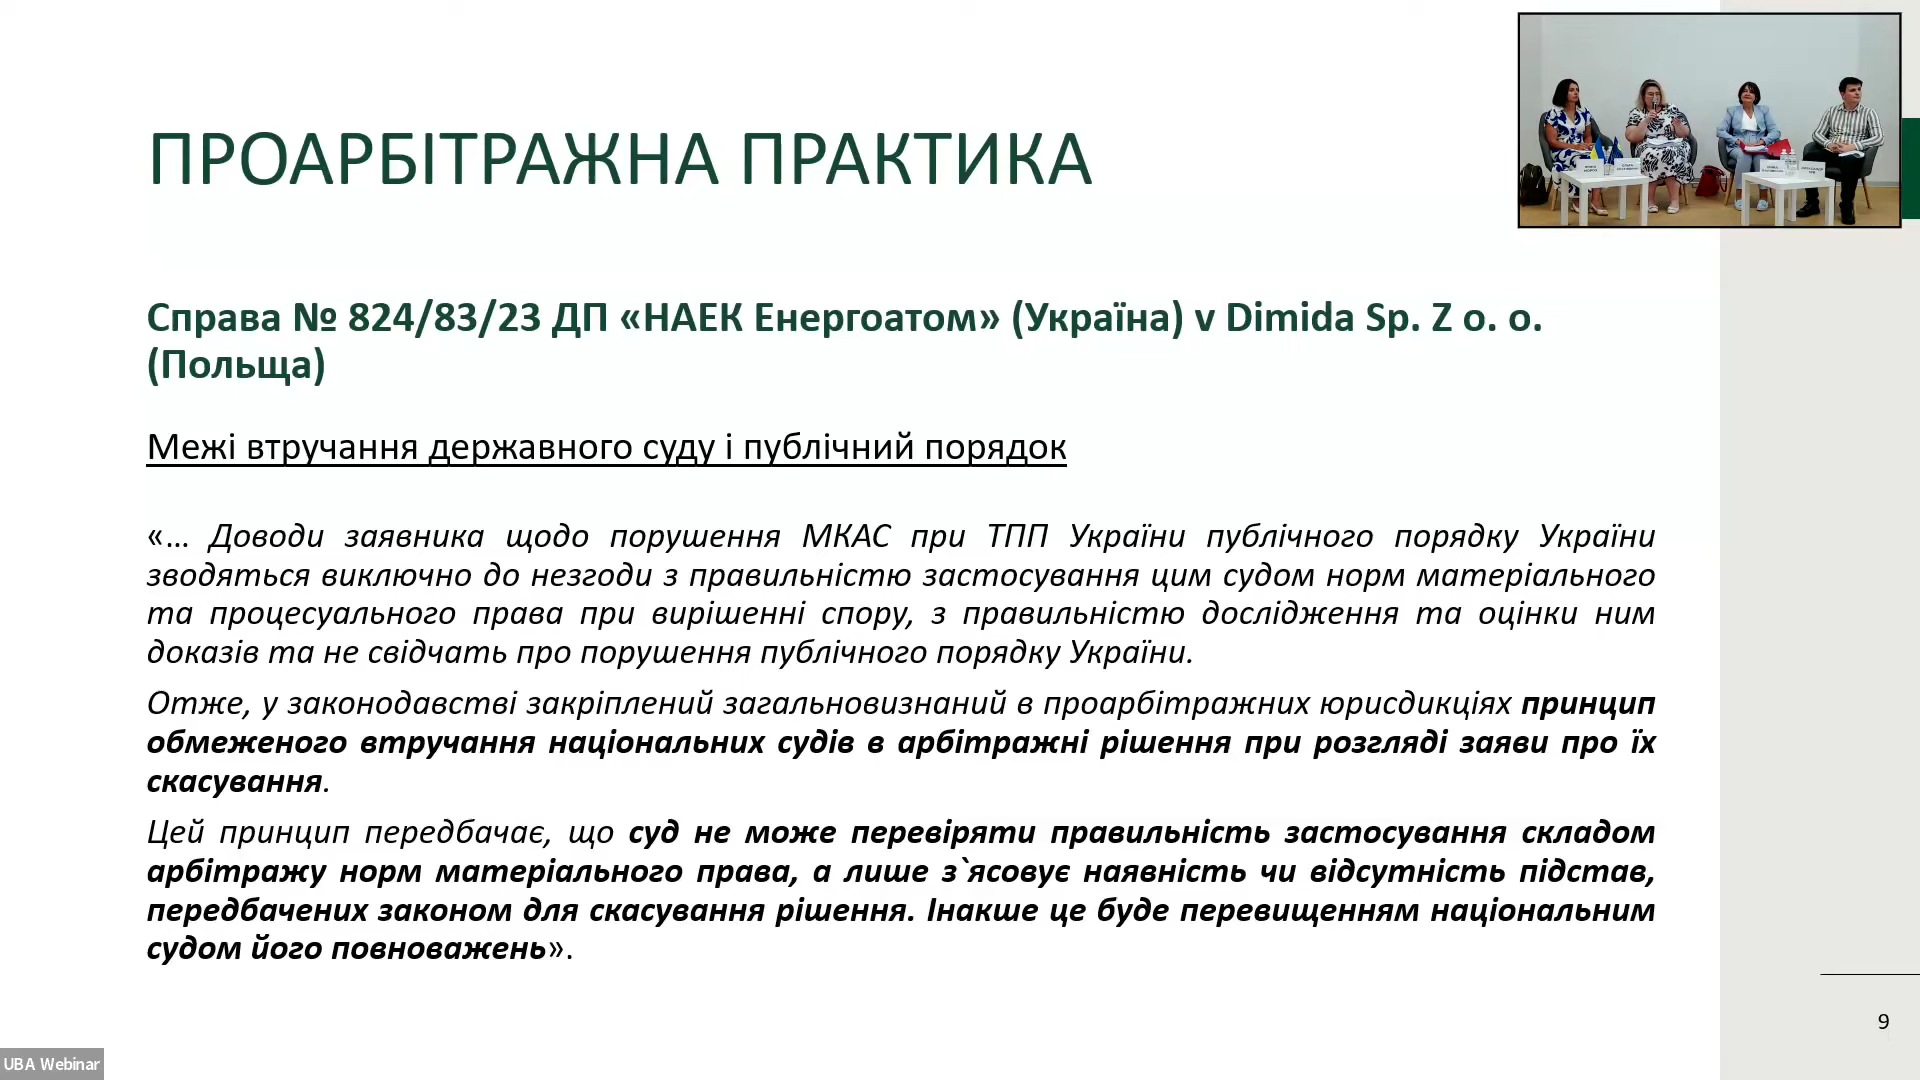 ПРОАРБІТРАЖНА ПРАКТИКА
Справа № 824/83/23 ДП «НАЕК Енергоатом» (Україна) v Dimida Sp. Z o. o.
(Польща)
Межі втручання державного суду і публічний порядок
«… Доводи заявника щодо порушення МКАС при ТПП України публічного порядку України
зводяться виключно до незгоди з правильністю застосування цим судом норм матеріального
та процесуального права при вирішенні спору, з правильністю дослідження та оцінки ним
доказів та не свідчать про порушення публічного порядку України.
Отже, у законодавстві закріплений загальновизнаний в проарбітражних юрисдикціях принцип
обмеженого втручання національних судів в арбітражні рішення при розгляді заяви про їх
скасування.
Цей принцип передбачає, що суд не може перевіряти правильність застосування складом
арбітражу норм матеріального права, а лише з`ясовує наявність чи відсутність підстав,
передбачених законом для скасування рішення. Інакше це буде перевищенням національним
судом його повноважень».
9
UBA Webinar